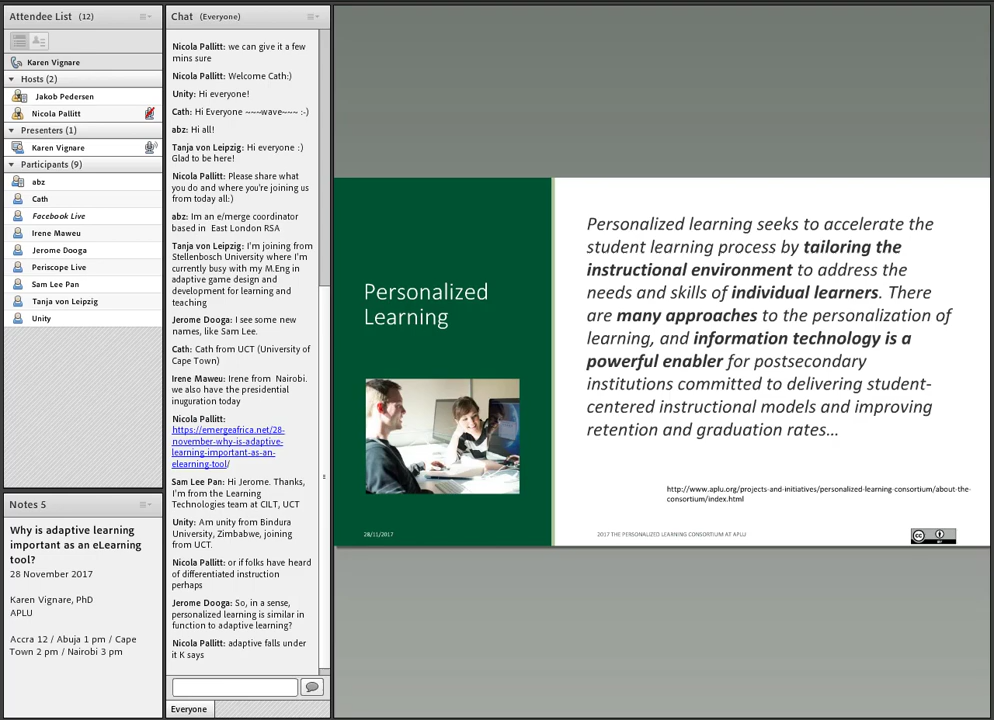 Attendee List (12)
Karen Vignare
Hosts (2)
Jakob Pedersen
Nicola Pallitt
Presenters (1)
Karen Vignare
Participants (9)
abz
Cath
Facebook Live
Irene Maweu
Jerome Dooga
Periscope Live
Sam Lee Pan
Tanja von Leipzig
Unity
Notes 5
Why is adaptive learning
important as an eLearning
tool?
28 November 2017
Karen Vignare, PhD
APLU
Accra 12 / Abuja 1 pm / Cape
Town 2 pm / Nairobi 3 pm
Chat (Everyone)
Nicola Pallitt: we can give it a few
mins sure
Nicola Pallitt: Welcome Cath:)
Unity: Hi everyone!
Cath: Hi Everyone ~~~wave~~~ :-)
abz: Hi all!
Tanja von Leipzig: Hi everyone :)
Glad to be here!
Nicola Pallitt: Please share what
you do and where you're joining us
from today all:)
abz: Im an e/merge coordinator
based in East London RSA
Tanja von Leipzig: I'm joining from
Stellenbosch University where I'm
currently busy with my M.Eng in
adaptive game design and
development for learning and
teaching
Jerome Dooga: I see some new
names, like Sam Lee.
Cath: Cath from UCT (University of
Cape Town)
Irene Maweu: Irene from Nairobi.
we also have the presidential
inuguration today
Nicola Pallitt:
https://emergeafrica.net/28-
november-why-is-adaptive-
learning-important-as-an-
elearning-tool/
Sam Lee Pan: Hi Jerome. Thanks,
I'm from the Learning
Technologies team at CILT, UCT
Unity: Am unity from Bindura
University, Zimbabwe, joining
from UCT.
Nicola Pallitt: or if folks have heard
of differentiated instruction
perhaps
Jerome Dooga: So, in a sense,
personalized learning is similar in
function to adaptive learning?
Nicola Pallitt: adaptive falls under
it K says
Everyone
Personalized
Learning
28/11/2017
Personalized learning seeks to accelerate the
student learning process by tailoring the
instructional environment to address the
needs and skills of individual learners. There
are many approaches to the personalization of
learning, and information technology is a
powerful enabler for postsecondary
institutions committed to delivering student-
centered instructional models and improving
retention and graduation rates…
http://www.aplu.org/projects-and-initiatives/personalized-learning-consortium/about-the-
consortium/index.html
2017 THE PERSONALIZED LEARNING CONSORTIUM AT APLU
cc
BY